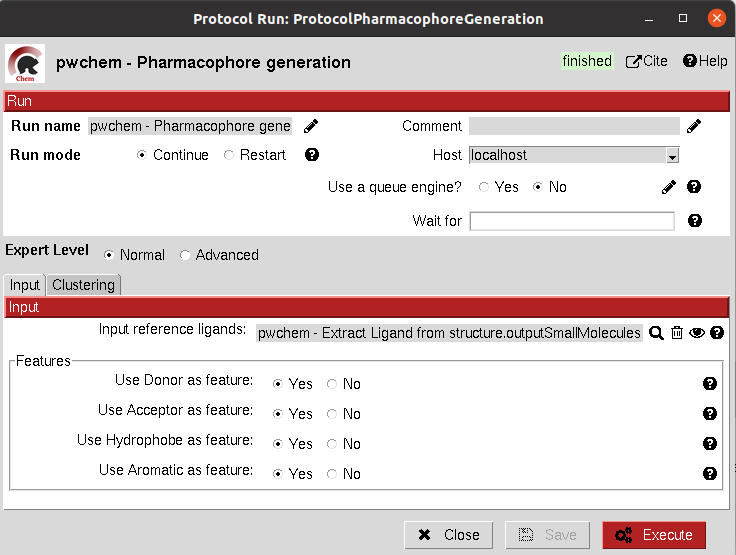 Protocol Run: ProtocolPharmacophoreGeneration
Chem
pwchem - Pharmacophore generation
finished
Cite
Help
Run
Run name pwchem - Pharmacophore gene Comment
Run mode Continue Restart Host localhost
Use a queue engine? Yes No
Wait for
Expert Level Normal Advanced
Input Clustering
Input
Input reference ligands: pwchem - Extract Ligand from structure.outputSmallMolecules
Features
Use Donor as feature: Yes No
Use Acceptor as feature: Yes No
Use Hydrophobe as feature: Yes No
Use Aromatic as feature: Yes No
Close Save Execute